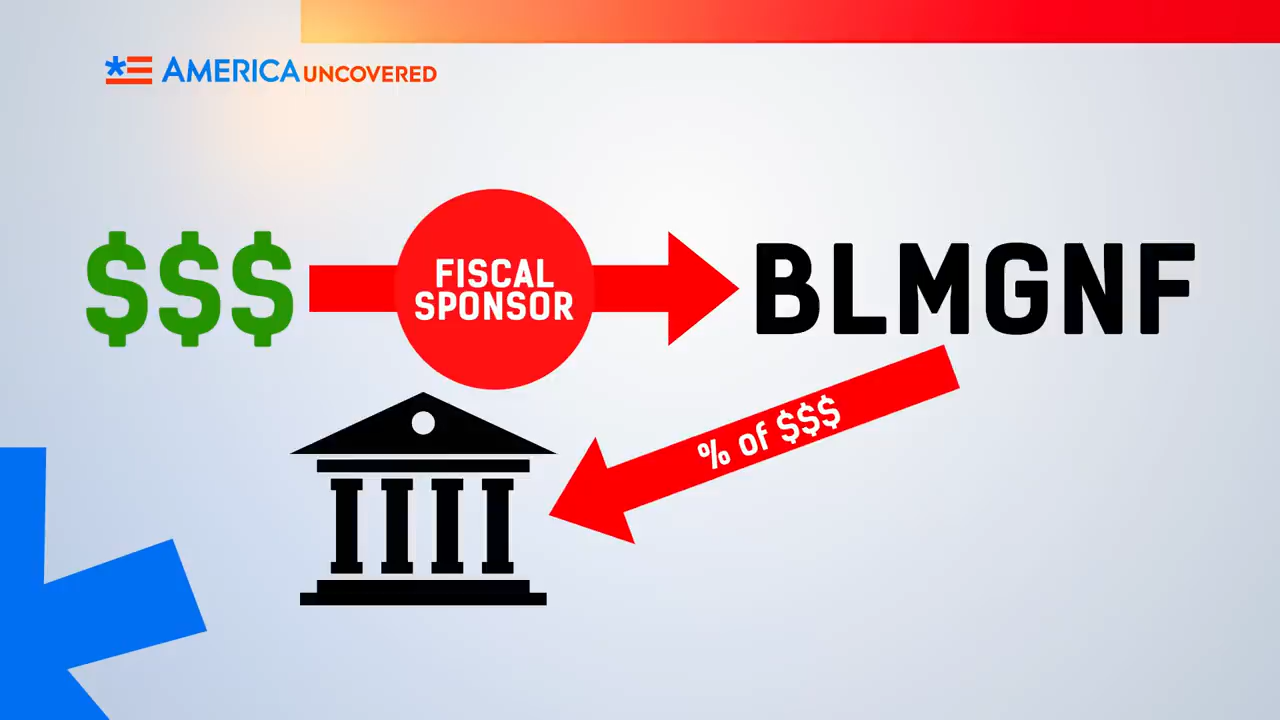 AMERICA UNCOVERED
$$$
FISCAL
SPONSOR
BLMGNF
% of $$$